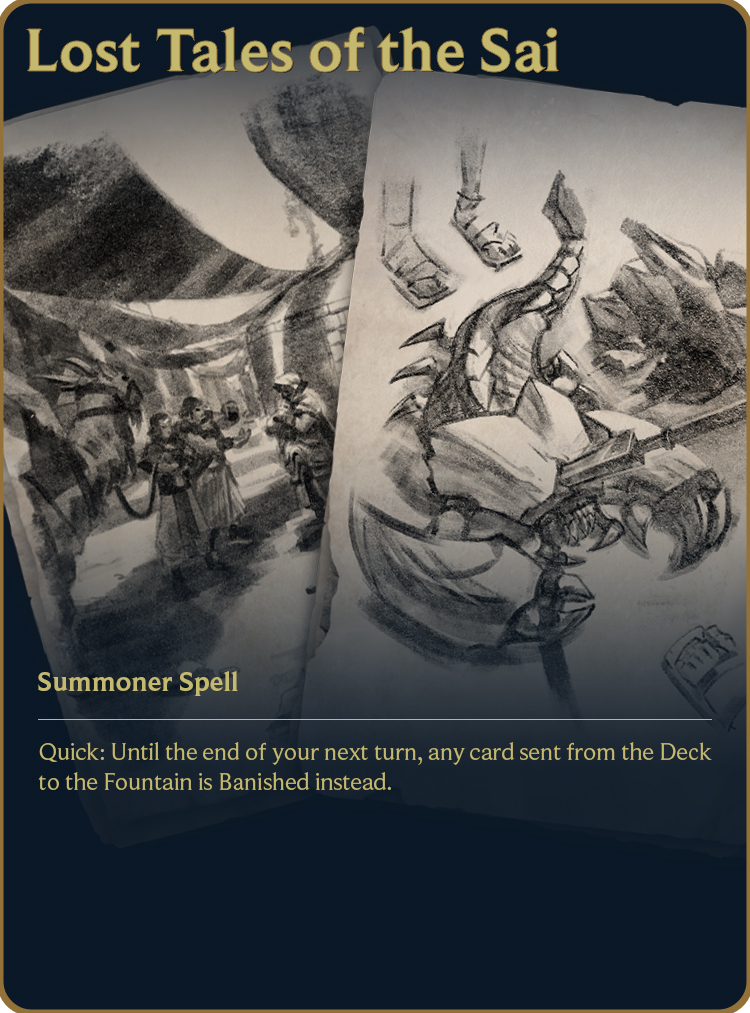 Lost Tales of the Sai
Summoner Spell
Quick: Until the end of your next turn, any card sent from the Deck
to the Fountain is Banished instead.